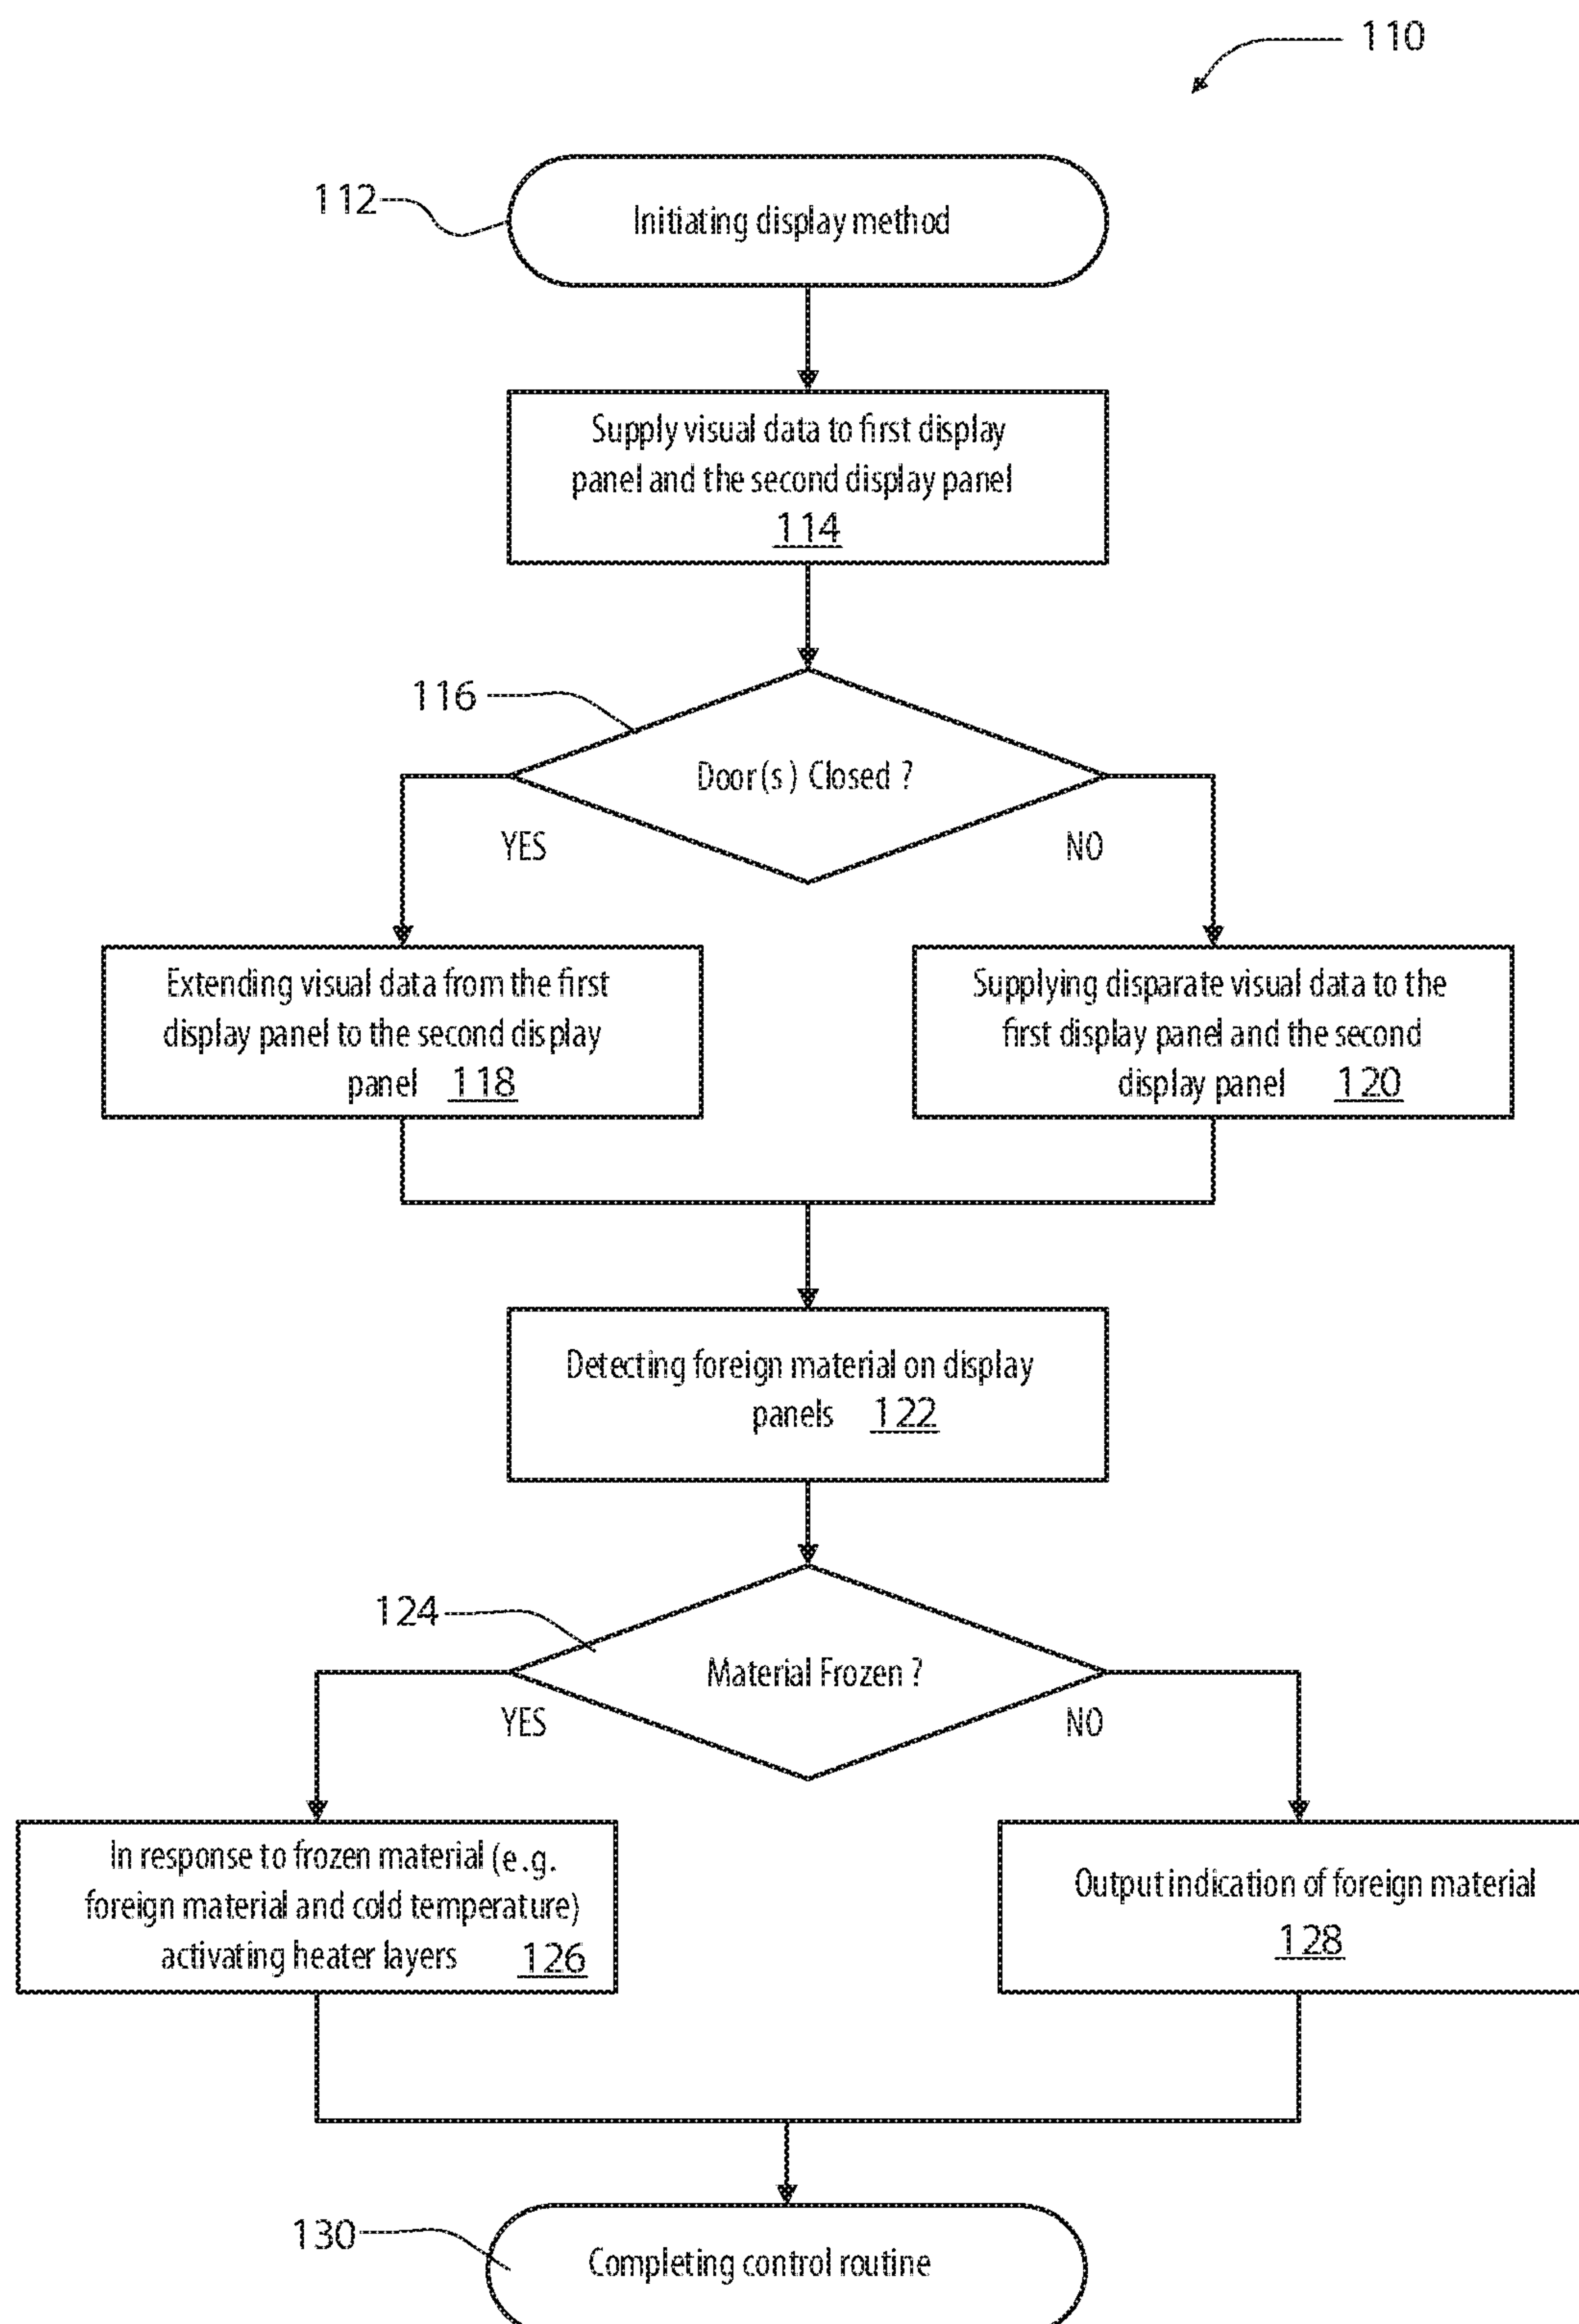 110
112
Initiating display method
Supply visual data to first display
panel and the second display panel
114
116
Door(s) Closed ?
YES
NO
Extending visual data from the first
display panel to the second display
panel 118
Supplying disparate visual data to the
first display panel and the second
display panel 120
Detecting foreign material on display
panels 122
124
Material Frozen ?
YES
NO
In response to frozen material (e.g.
foreign material and cold temperature)
activating heater layers 126
Output indication of foreign material
128
130
Completing control routine